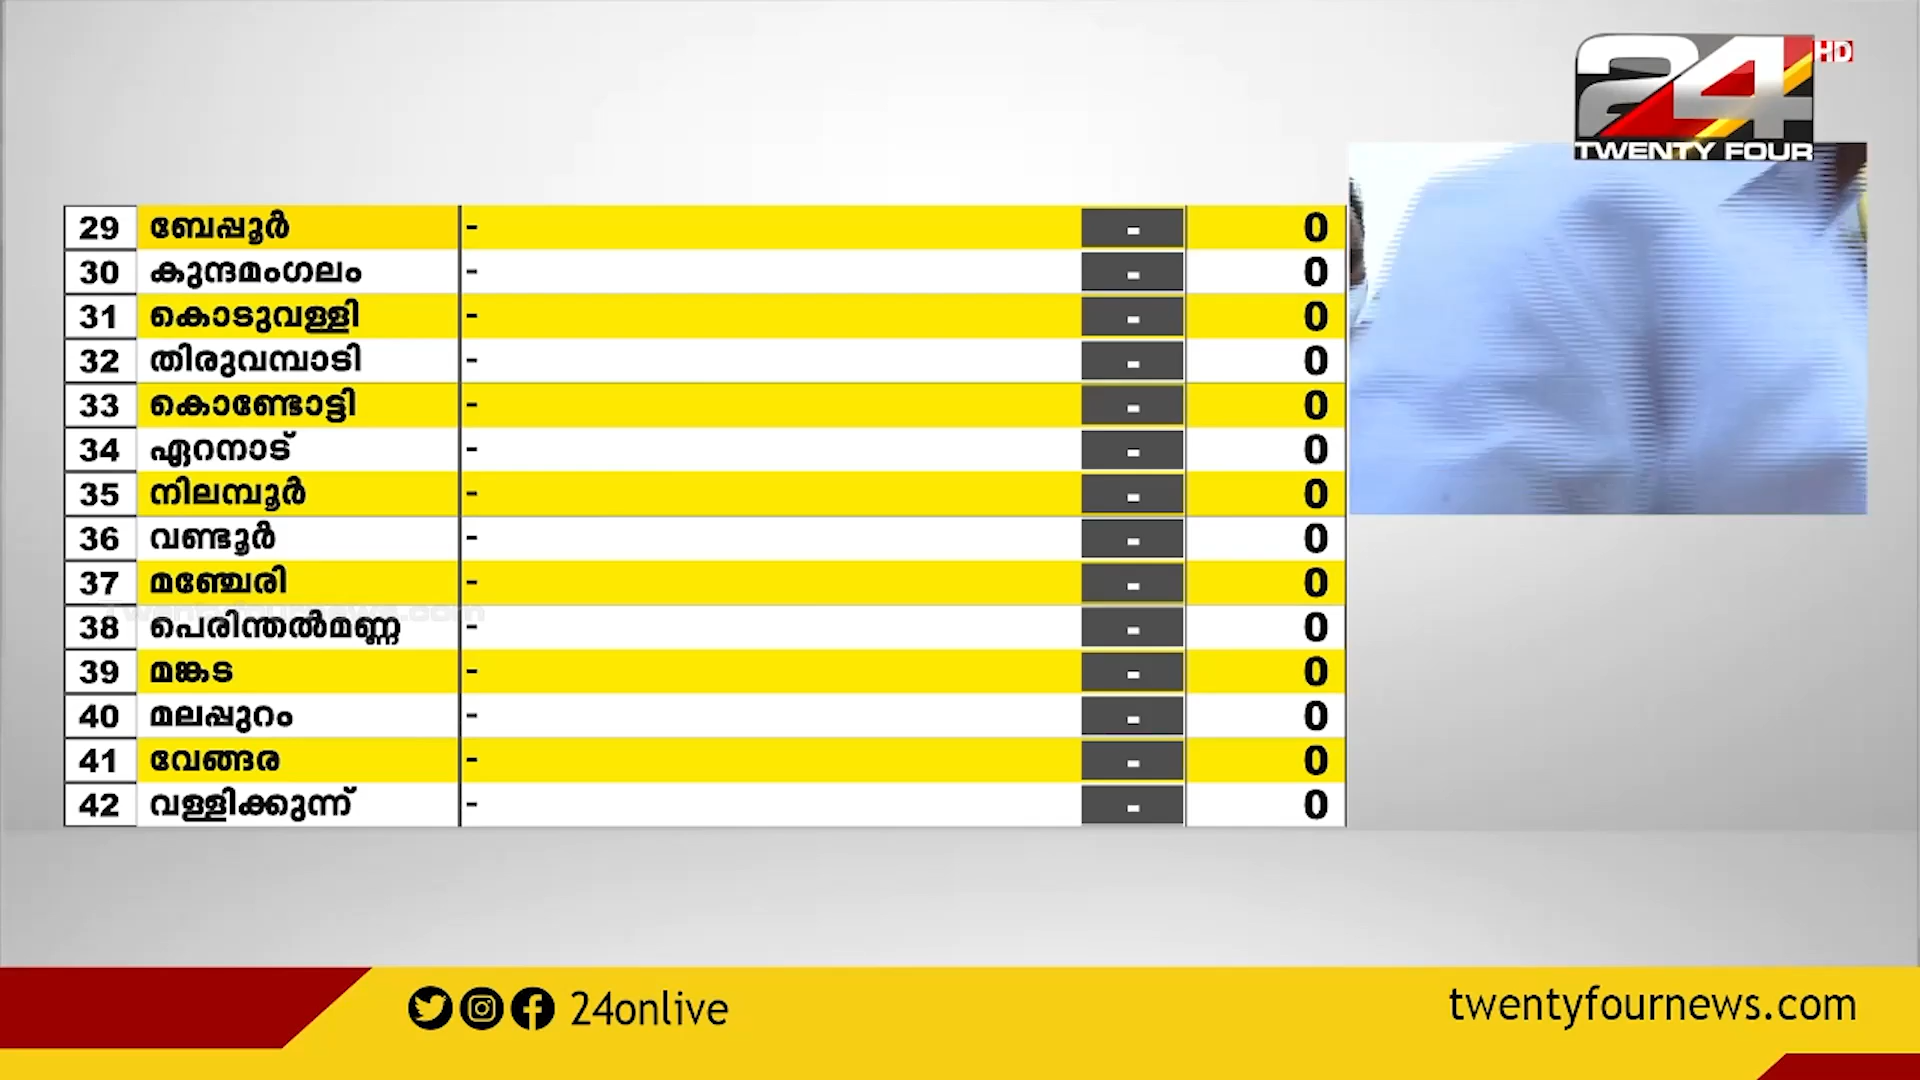 24 HD
TWENTY FOUR
29 ബേപ്പൂർ - - 0
30 കുന്ദമംഗലം - - 0
31 കൊടുവള്ളി - - 0
32 തിരുവമ്പാടി - - 0
33 കൊണ്ടോട്ടി - - 0
34 ഏറനാട് - - 0
35 നിലമ്പൂർ - - 0
36 വണ്ടൂർ - - 0
37 മഞ്ചേരി - - 0
Twentyfournews.com
38 പെരിന്തൽമണ്ണ - - 0
39 മങ്കട - - 0
40 മലപ്പുറം - - 0
41 വേങ്ങര - - 0
42 വള്ളിക്കുന്ന് - - 0
24onlive
twentyfournews.com